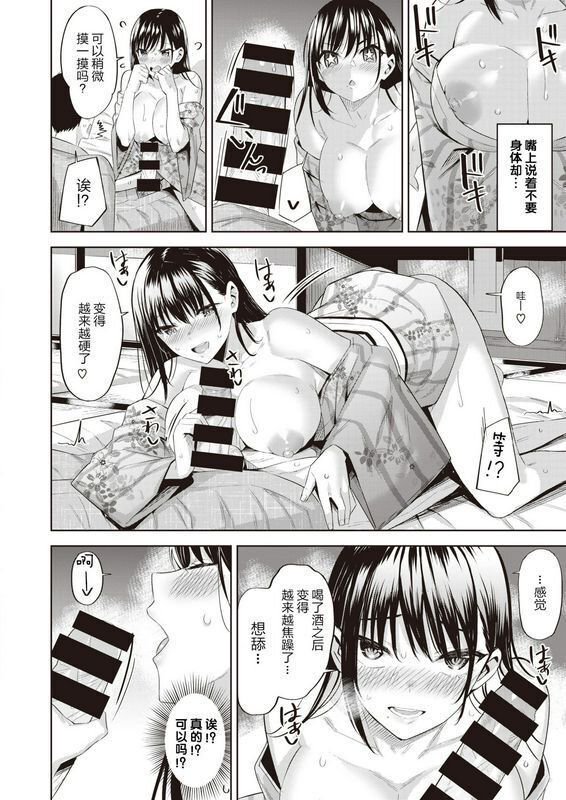 嘴上说着不要
身体却…
ドキ
ドキ
じいっ
可以稍微
摸一摸吗？
诶!?
哇ー♡
はぁ
はぁ
变得
越来越硬了♡
さわ
さわ
等!?
…感觉
喝了酒之后
变得
越来越焦躁了…
想舔…
はぁ
はぁ
诶!?
真的!?
可以吗!?
啊